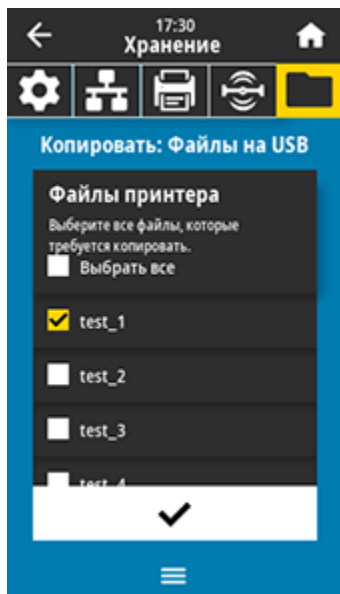 17:30
Хранение
Копировать: Файлы на USB
Файлы принтера
Выберите все файлы, которые
требуется копировать.
Выбрать все
test_1
test_2
test_3
test_4